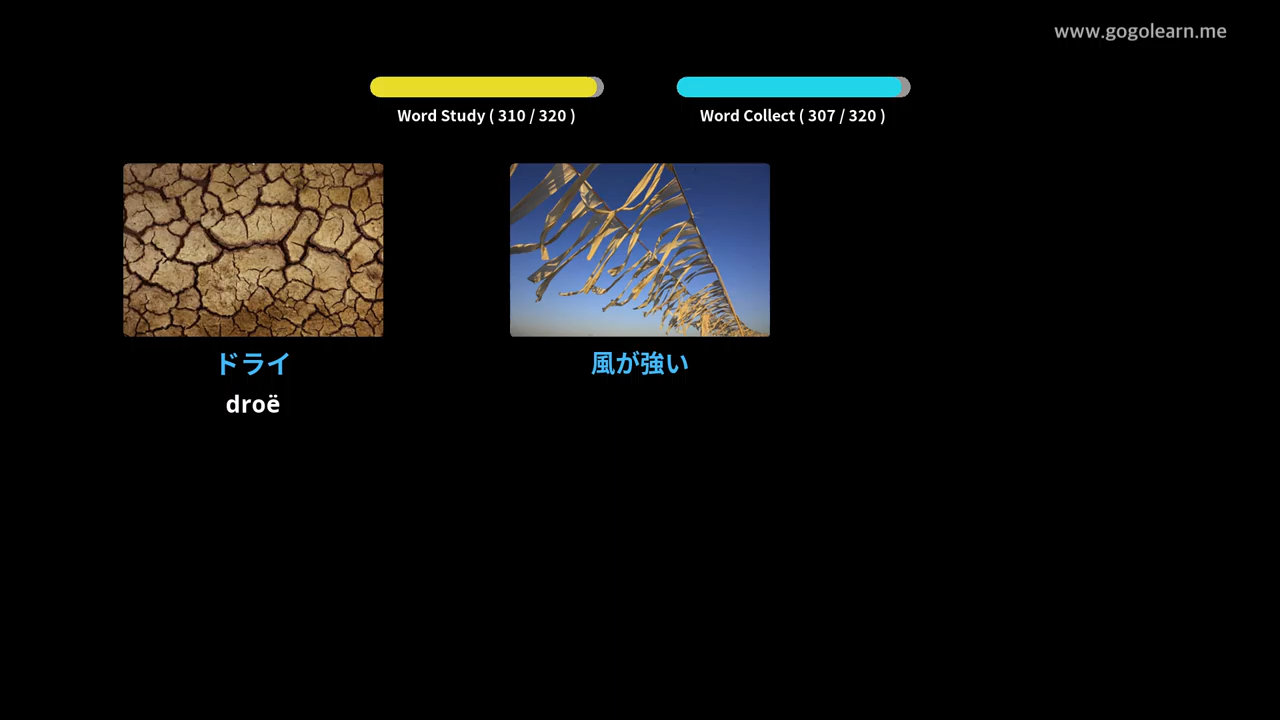 www.gogolearn.me
Word Study ( 310 / 320 )
Word Collect ( 307 / 320 )
ドライ
風が強い
droë